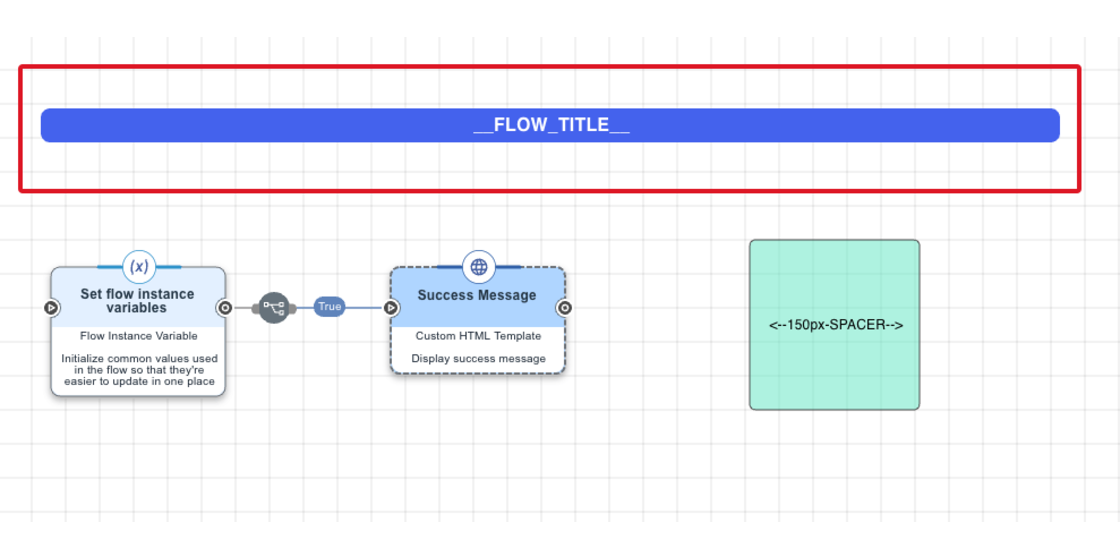 __FLOW_TITLE__
(x)
Set flow instance
variables
Flow Instance Variable
Initialize common values used
in the flow so that they're
easier to update in one place
True
Success Message
Custom HTML Template
Display success message
<--150px-SPACER-->